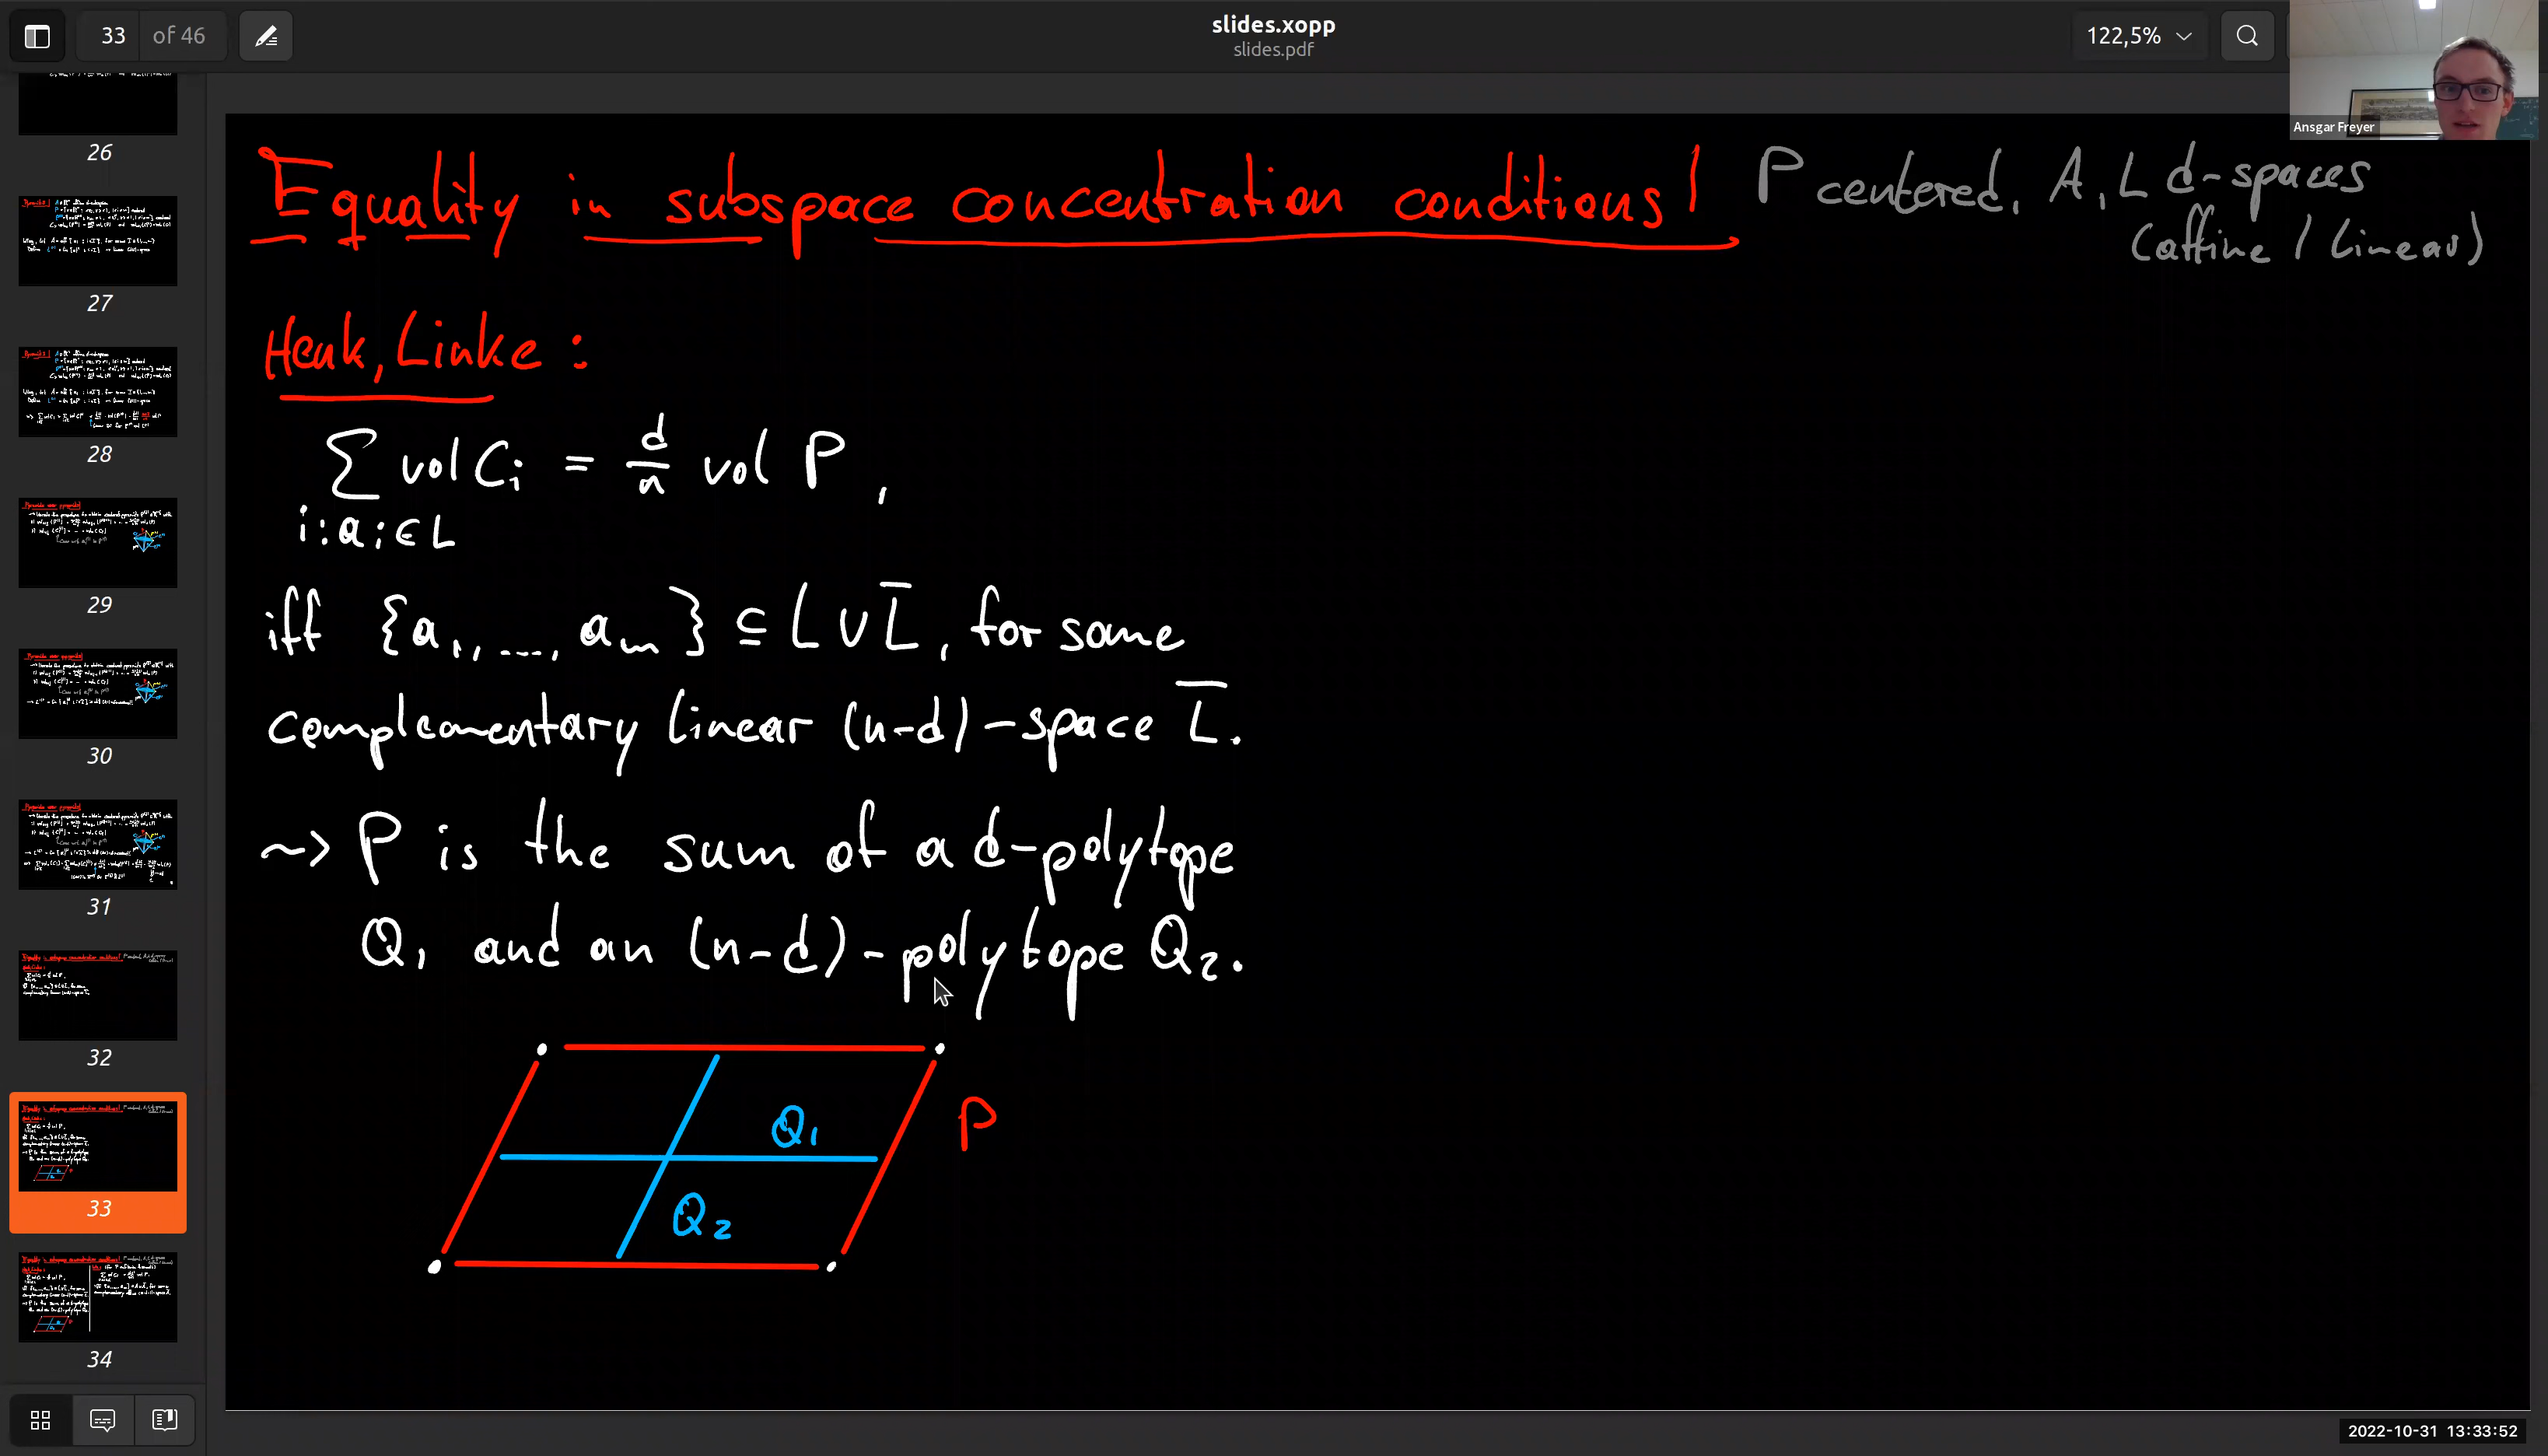 33 of 46
slides.xopp
slides.pdf
122,5%
Ansgar Freyer
26
27
28
29
30
31
32
33
34
Equality in subspace concentration conditions!
P centered, A, L d-spaces
(affine / linear)
Henk, Linke:
∑ vol Cᵢ = d/n vol P,
i: aᵢ ∈ L
iff {a₁, ..., aₘ} ⊆ L ∪ L̅, for some
complementary linear (n-d)-space L̅.
~> P is the sum of a d-polytope
Q₁ and an (n-d)-polytope Q₂.
Q₁
P
Q₂
2022-10-31 13:33:52